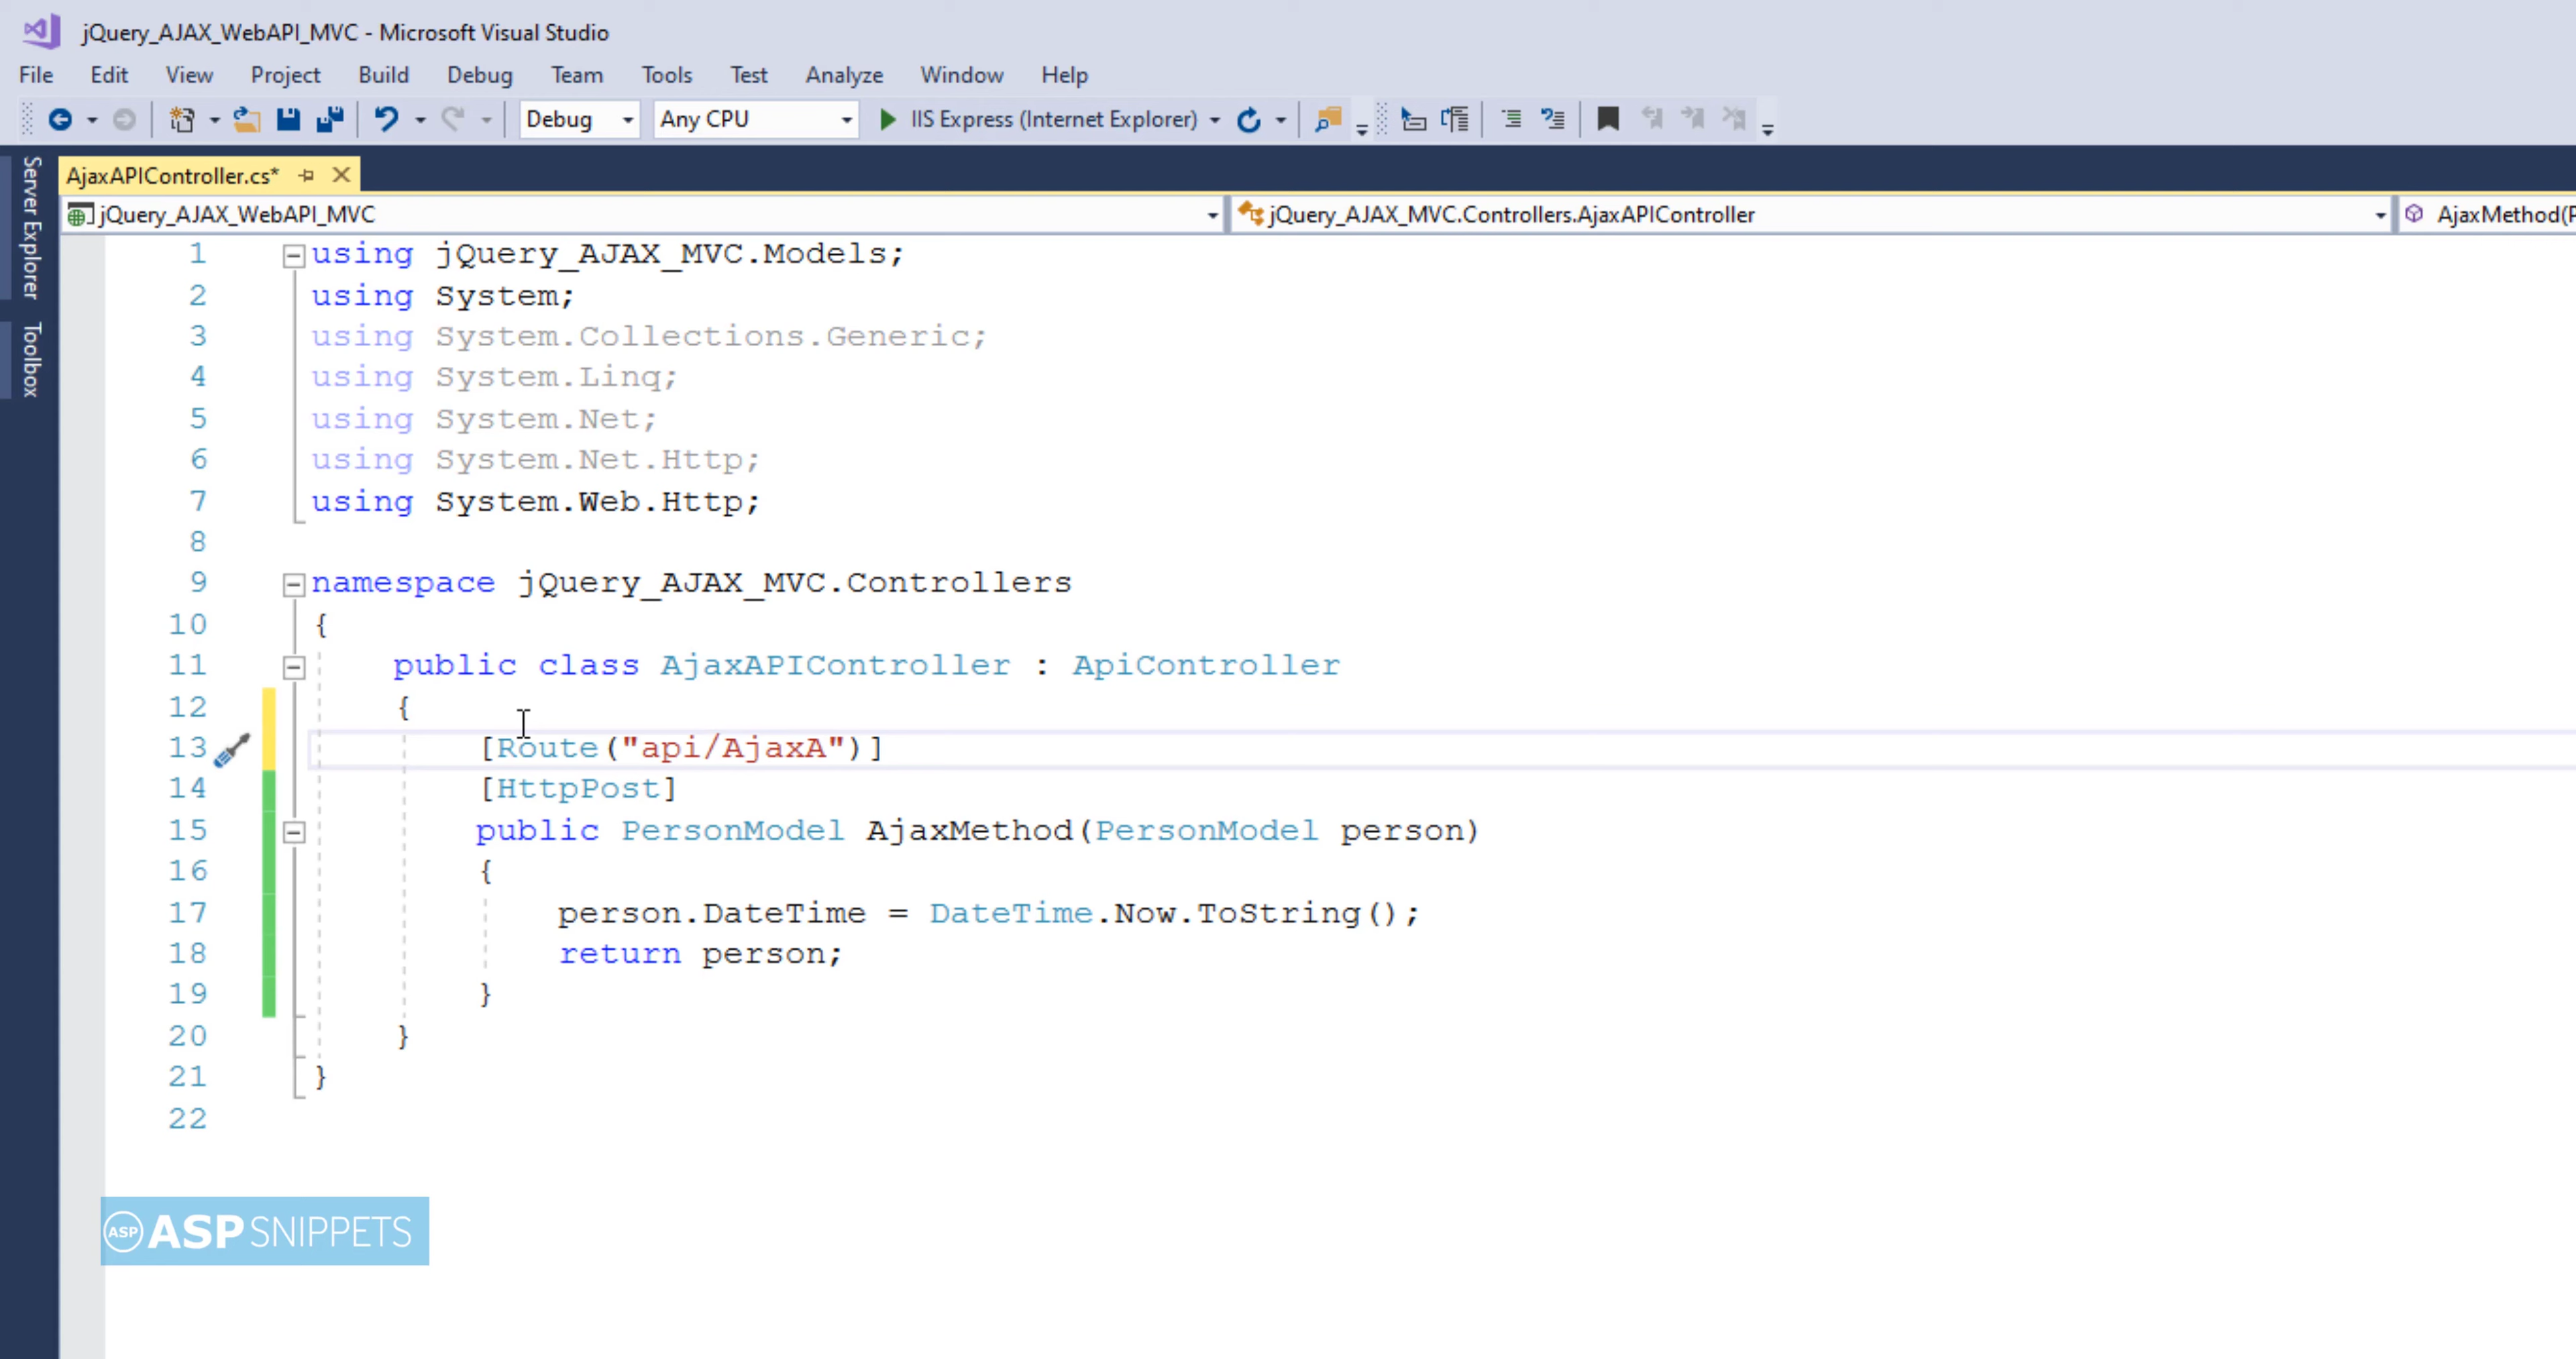 jQuery_AJAX_WebAPI_MVC - Microsoft Visual Studio
File Edit View Project Build Debug Team Tools Test Analyze Window Help
Debug Any CPU IIS Express (Internet Explorer)
Server Explorer
Toolbox
AjaxAPIController.cs*
jQuery_AJAX_WebAPI_MVC jQuery_AJAX_MVC.Controllers.AjaxAPIController AjaxMethod(P
1 using jQuery_AJAX_MVC.Models;
2 using System;
3 using System.Collections.Generic;
4 using System.Linq;
5 using System.Net;
6 using System.Net.Http;
7 using System.Web.Http;
8
9 namespace jQuery_AJAX_MVC.Controllers
10 {
11 public class AjaxAPIController : ApiController
12 {
13 [Route("api/AjaxA")]
14 [HttpPost]
15 public PersonModel AjaxMethod(PersonModel person)
16 {
17 person.DateTime = DateTime.Now.ToString();
18 return person;
19 }
20 }
21 }
22
ASP ASPSNIPPETS